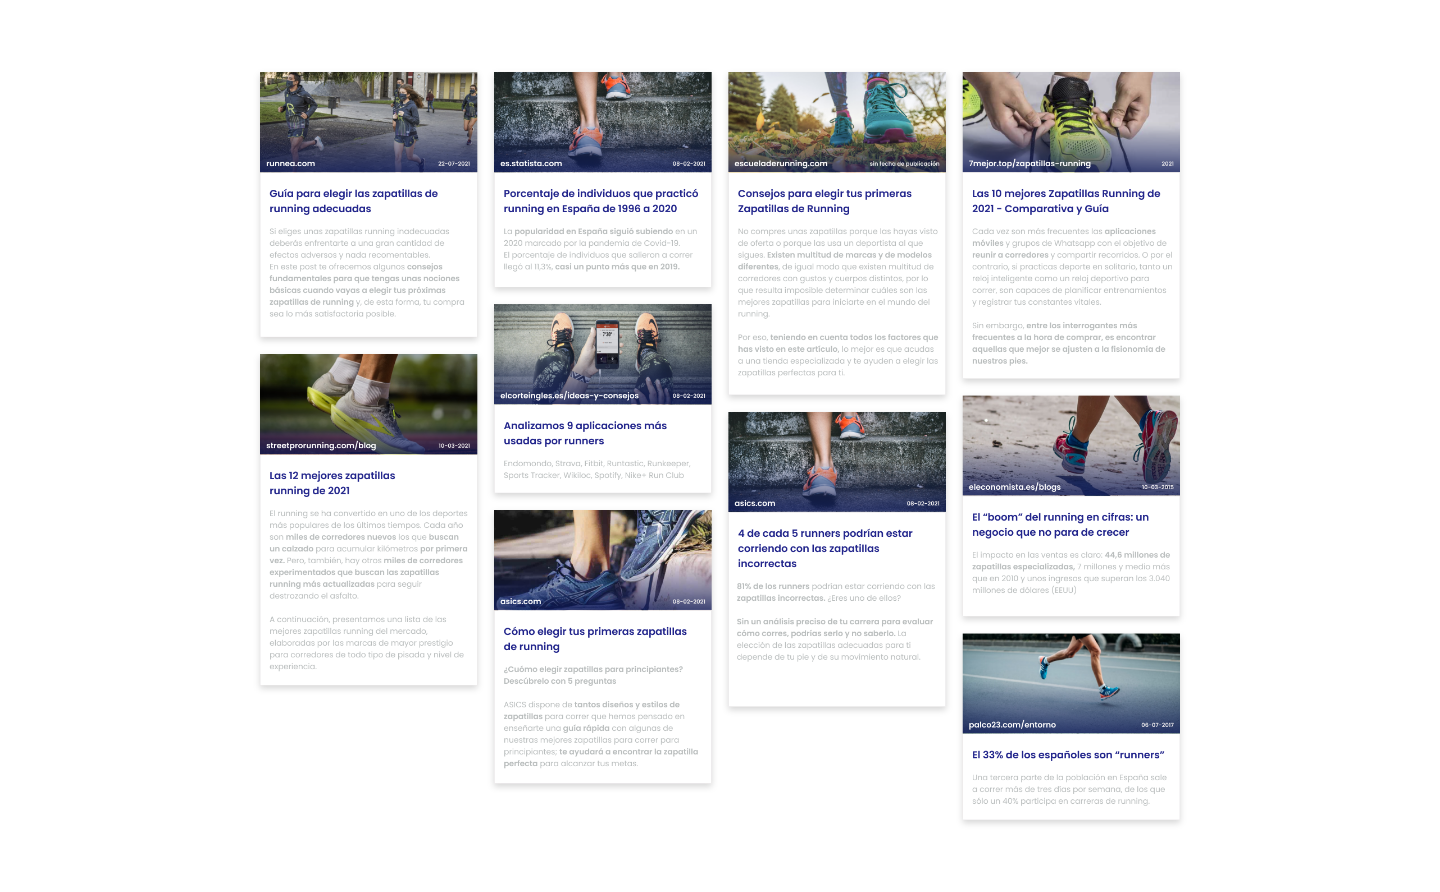 runnea.com 22-07-2021
Guía para elegir las zapatillas de
running adecuadas
Si eliges unas zapatillas running inadecuadas
deberás enfrentarte a una gran cantidad de
efectos adversos y nada recomentables.
En este post te ofrecemos algunos consejos
fundamentales para que tengas unas nociones
básicas cuando vayas a elegir tus próximas
zapatillas de running y, de esta forma, tu compra
sea lo más satisfactoria posible.
streetprorunning.com/blog 10-03-2021
Las 12 mejores zapatillas
running de 2021
El running se ha convertido en uno de los deportes
más populares de los últimos tiempos. Cada año
son miles de corredores nuevos los que buscan
un calzado para acumular kilómetros por primera
vez. Pero, también, hay otros miles de corredores
experimentados que buscan las zapatillas
running más actualizadas para seguir
destrozando el asfalto.
A continuación, presentamos una lista de las
mejores zapatillas running del mercado,
elaboradas por las marcas de mayor prestigio
para corredores de todo tipo de pisada y nivel de
experiencia.
es.statista.com 08-02-2021
Porcentaje de individuos que practicó
running en España de 1996 a 2020
La popularidad en España siguió subiendo en un
2020 marcado por la pandemia de Covid-19.
El porcentaje de Individuos que salieron a correr
llegó al 11,3%, casi un punto más que en 2019.
elcorteingles.es/ideas-y-consejos 08-02-2021
Analizamos 9 aplicaciones más
usadas por runners
Endomondo, Strava, Fitbit, Runtastic, Runkeeper,
Sports Tracker, Wikiloc, Spotify, Nike+ Run Club
asics.com 08-02-2021
Cómo elegir tus primeras zapatillas
de running
¿Cuómo elegir zapatillas para principiantes?
Descúbrelo con 5 preguntas
ASICS dispone de tantos diseños y estilos de
zapatillas para correr que hemos pensado en
enseñarte una guía rápida con algunas de
nuestras mejores zapatillas para correr para
principiantes; te ayudará a encontrar la zapatilla
perfecta para alcanzar tus metas.
escueladerunning.com sin fecha de publicación
Consejos para elegir tus primeras
Zapatillas de Running
No compres unas zapatillas porque las hayas visto
de oferta o porque las usa un deportista al que
sigues. Existen multitud de marcas y de modelos
diferentes, de igual modo que existen multitud de
corredores con gustos y cuerpos distintos, por lo
que resulta imposible determinar cuáles son las
mejores zapatillas para iniciarte en el mundo del
running.
Por eso, teniendo en cuenta todos los factores que
has visto en este artículo, lo mejor es que acudas
a una tienda especializada y te ayuden a elegir las
zapatillas perfectas para ti.
asics.com 08-02-2021
4 de cada 5 runners podrían estar
corriendo con las zapatillas
incorrectas
81% de los runners podrían estar corriendo con las
zapatillas incorrectas. ¿Eres uno de ellos?
Sin un análisis preciso de tu carrera para evaluar
cómo corres, podrías serlo y no saberlo. La
elección de las zapatillas adecuadas para ti
depende de tu pie y de su movimiento natural.
7mejor.top/zapatillas-running 2021
Las 10 mejores Zapatillas Running de
2021 - Comparativa y Guía
Cada vez son más frecuentes las aplicaciones
móviles y grupos de Whatsapp con el objetivo de
reunir a corredores y compartir recorridos. O por el
contrario, si practicas deporte en solitario, tanto un
reloj inteligente como un reloj deportivo para
correr, son capaces de planificar entrenamientos
y registrar tus constantes vitales.
Sin embargo, entre los interrogantes más
frecuentes a la hora de comprar, es encontrar
aquellas que mejor se ajusten a la fisionomía de
nuestros pies.
eleconomista.es/blogs 10-03-2015
El “boom” del running en cifras: un
negocio que no para de crecer
El impacto en las ventas es claro: 44,6 millones de
zapatillas especializadas, 7 millones y medio más
que en 2010 y unos ingresos que superan los 3.040
millones de dólares (EEUU)
palco23.com/entorno 06-07-2017
El 33% de los españoles son “runners”
Una tercera parte de la población en España sale
a correr más de tres días por semana, de los que
sólo un 40% participa en carreras de running.